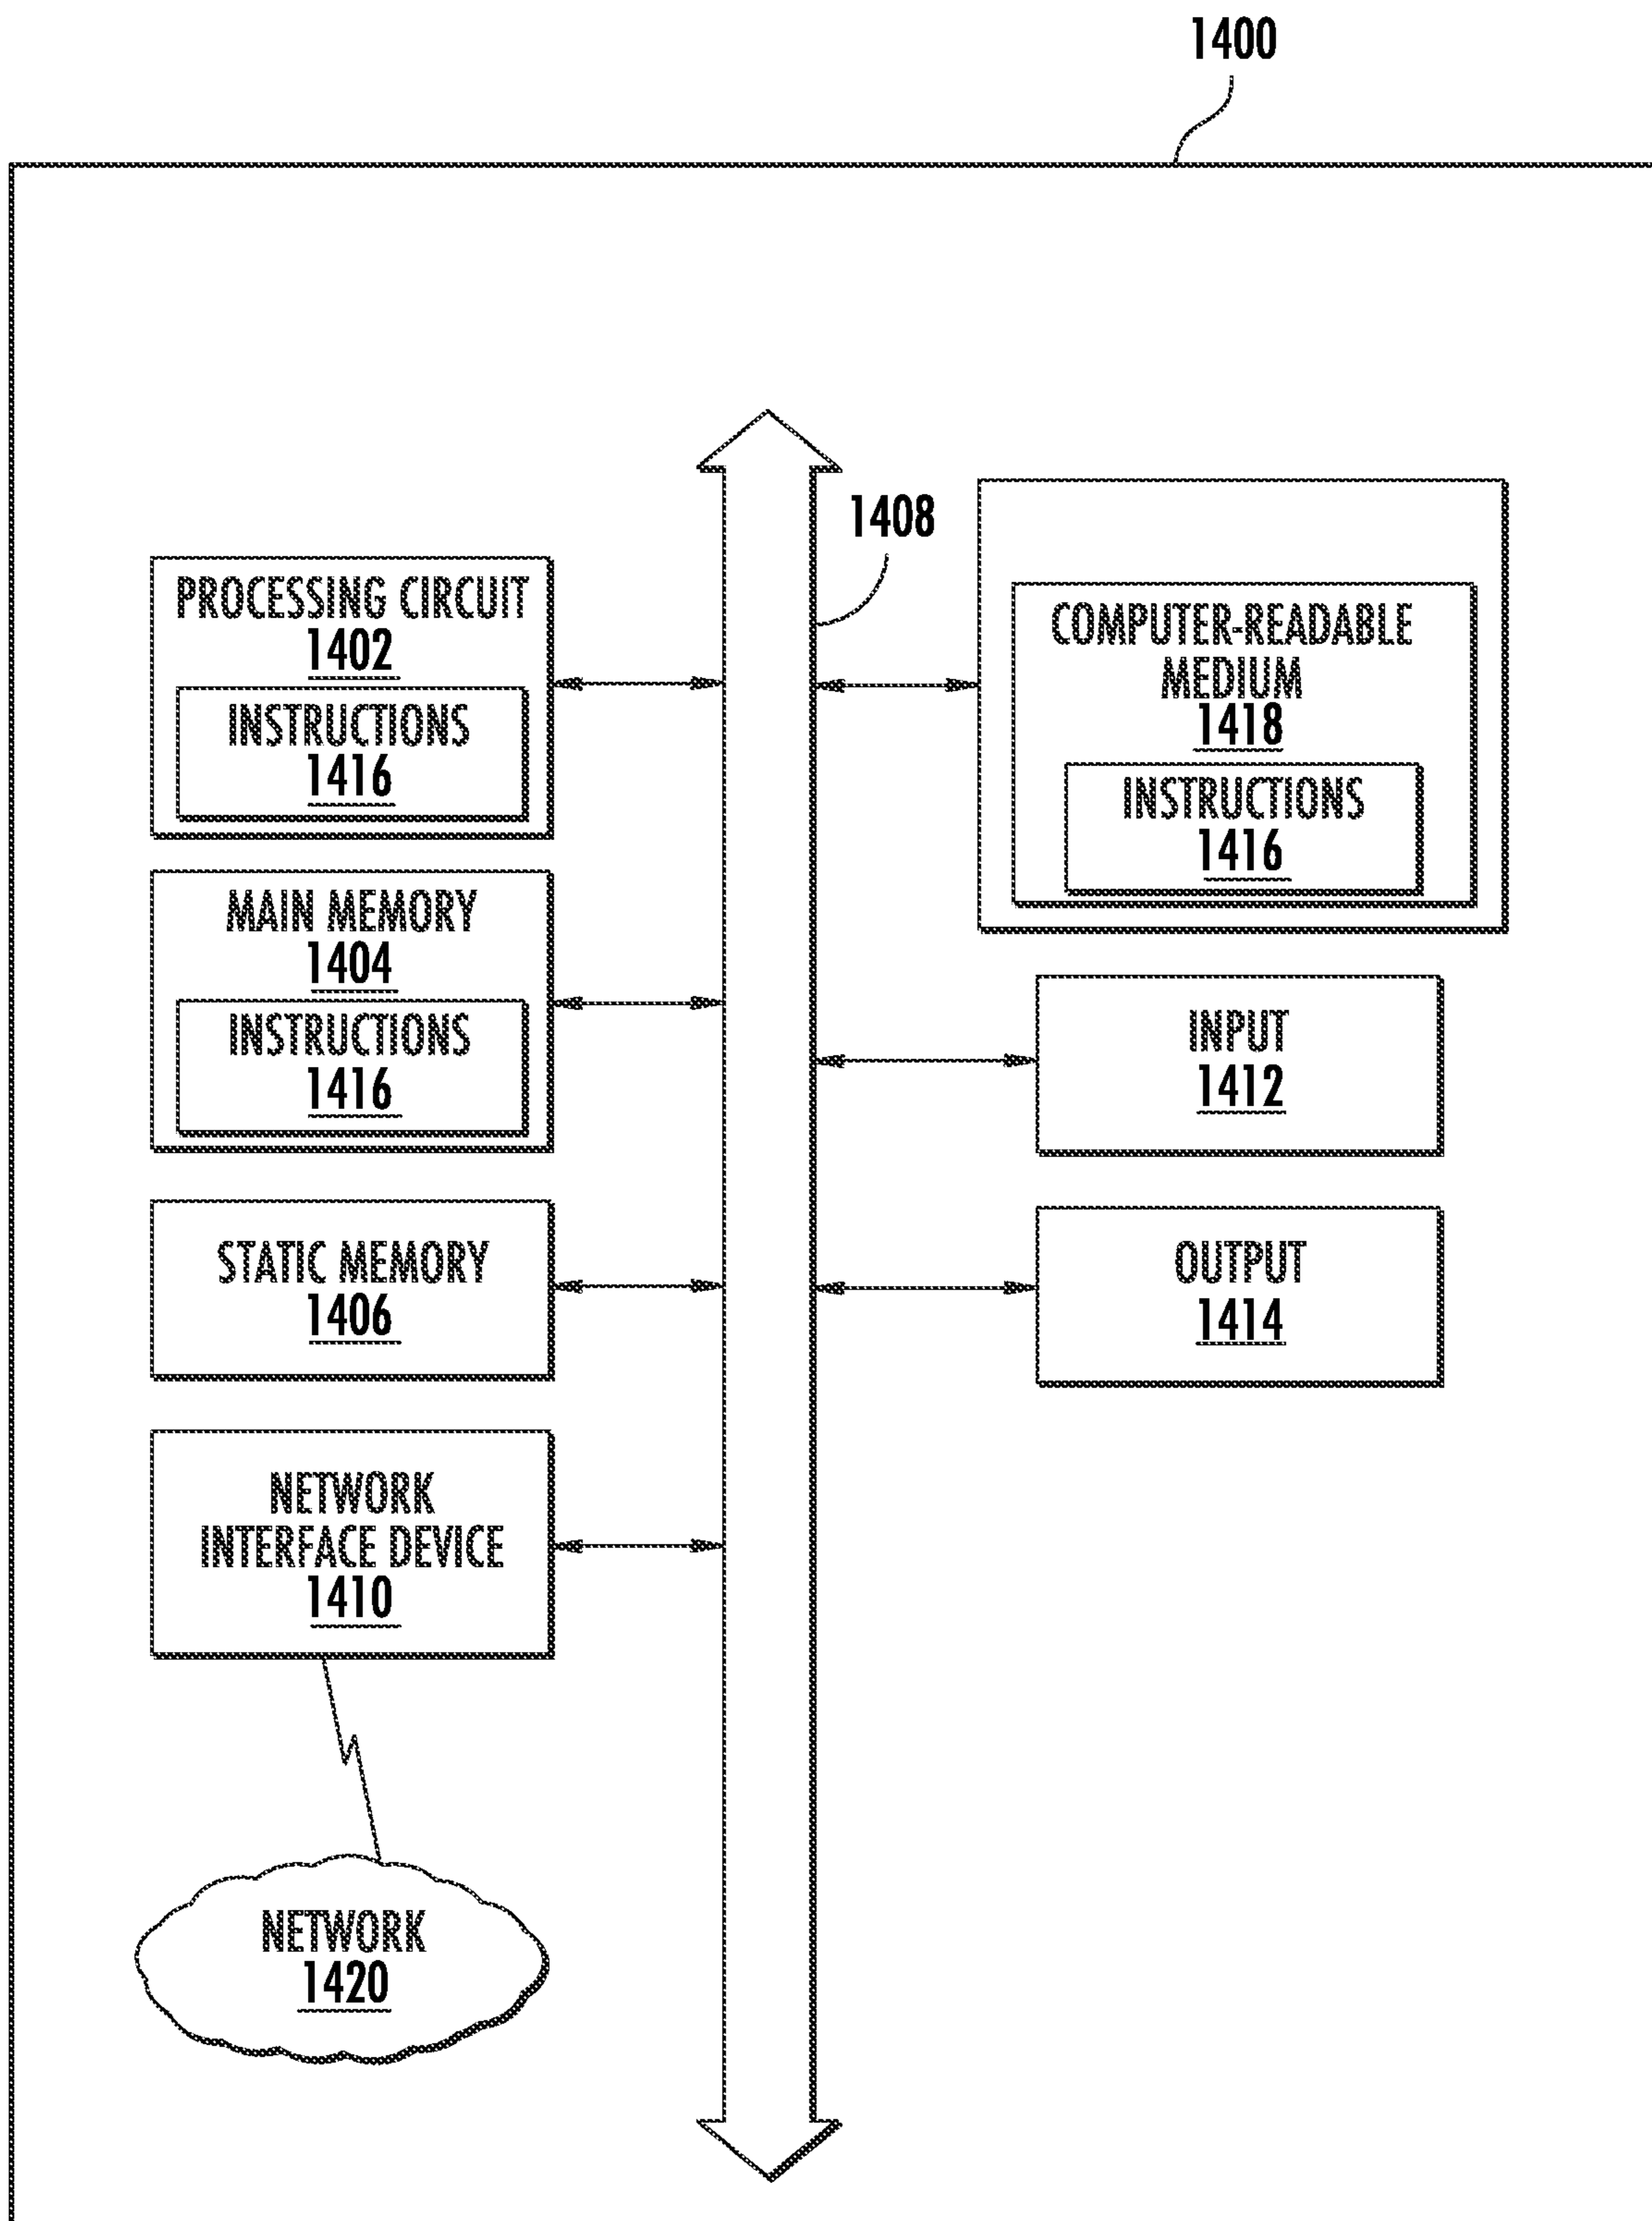 1400
1408
PROCESSING CIRCUIT
1402
INSTRUCTIONS
1416
MAIN MEMORY
1404
INSTRUCTIONS
1416
STATIC MEMORY
1406
NETWORK
INTERFACE DEVICE
1410
NETWORK
1420
COMPUTER-READABLE
MEDIUM
1418
INSTRUCTIONS
1416
INPUT
1412
OUTPUT
1414